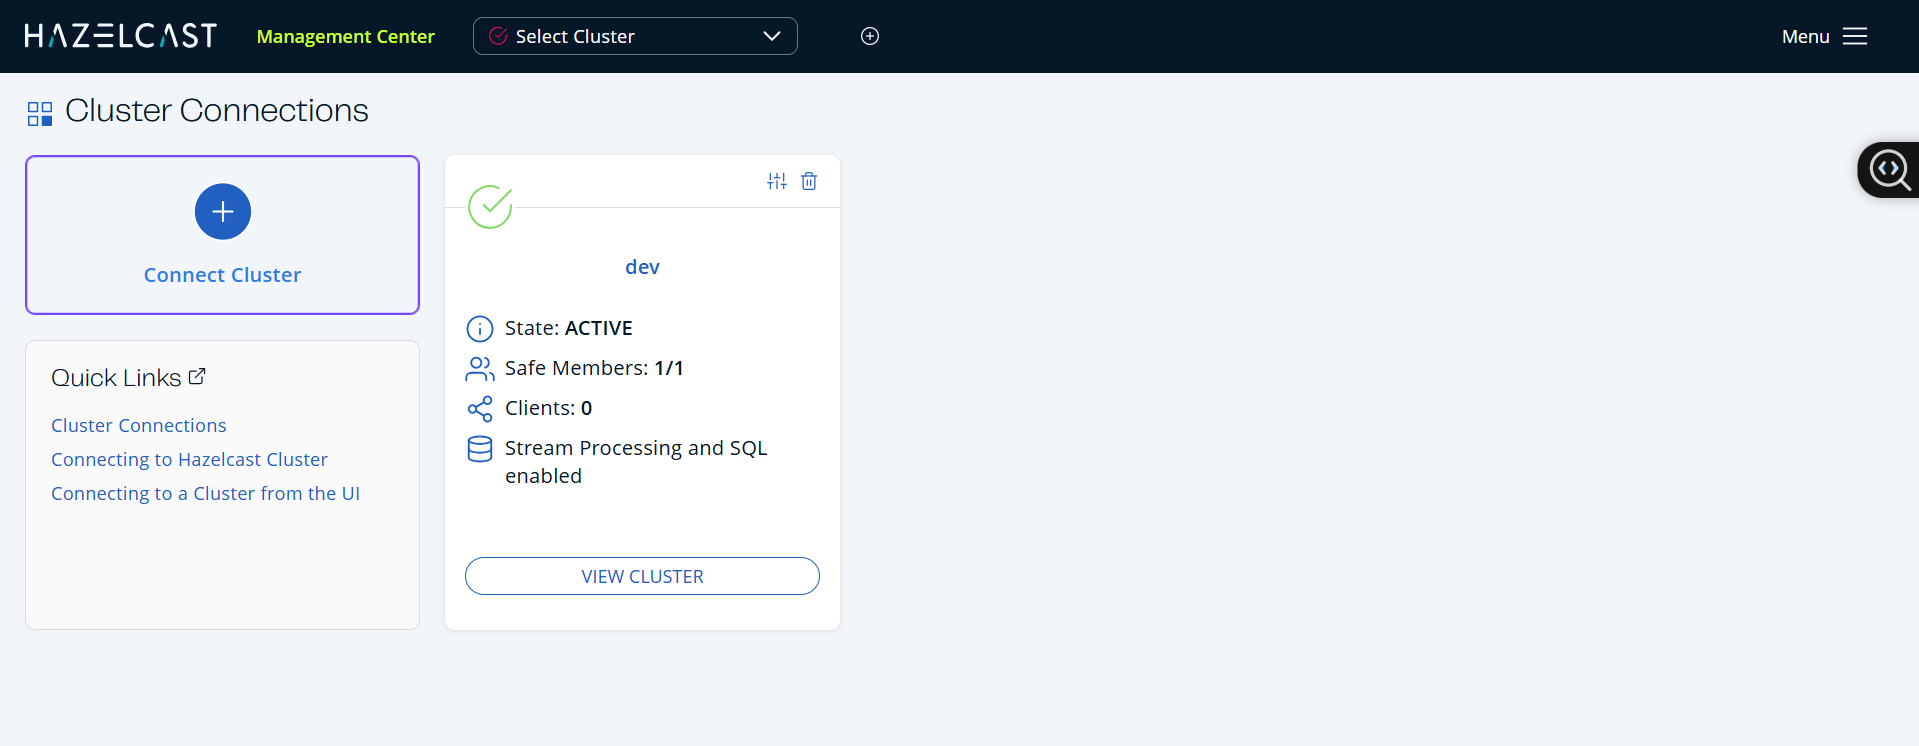 HAZELCAST Management Center Select Cluster Menu
Cluster Connections
Connect Cluster
Quick Links
Cluster Connections
Connecting to Hazelcast Cluster
Connecting to a Cluster from the UI
dev
State: ACTIVE
Safe Members: 1/1
Clients: 0
Stream Processing and SQL
enabled
VIEW CLUSTER